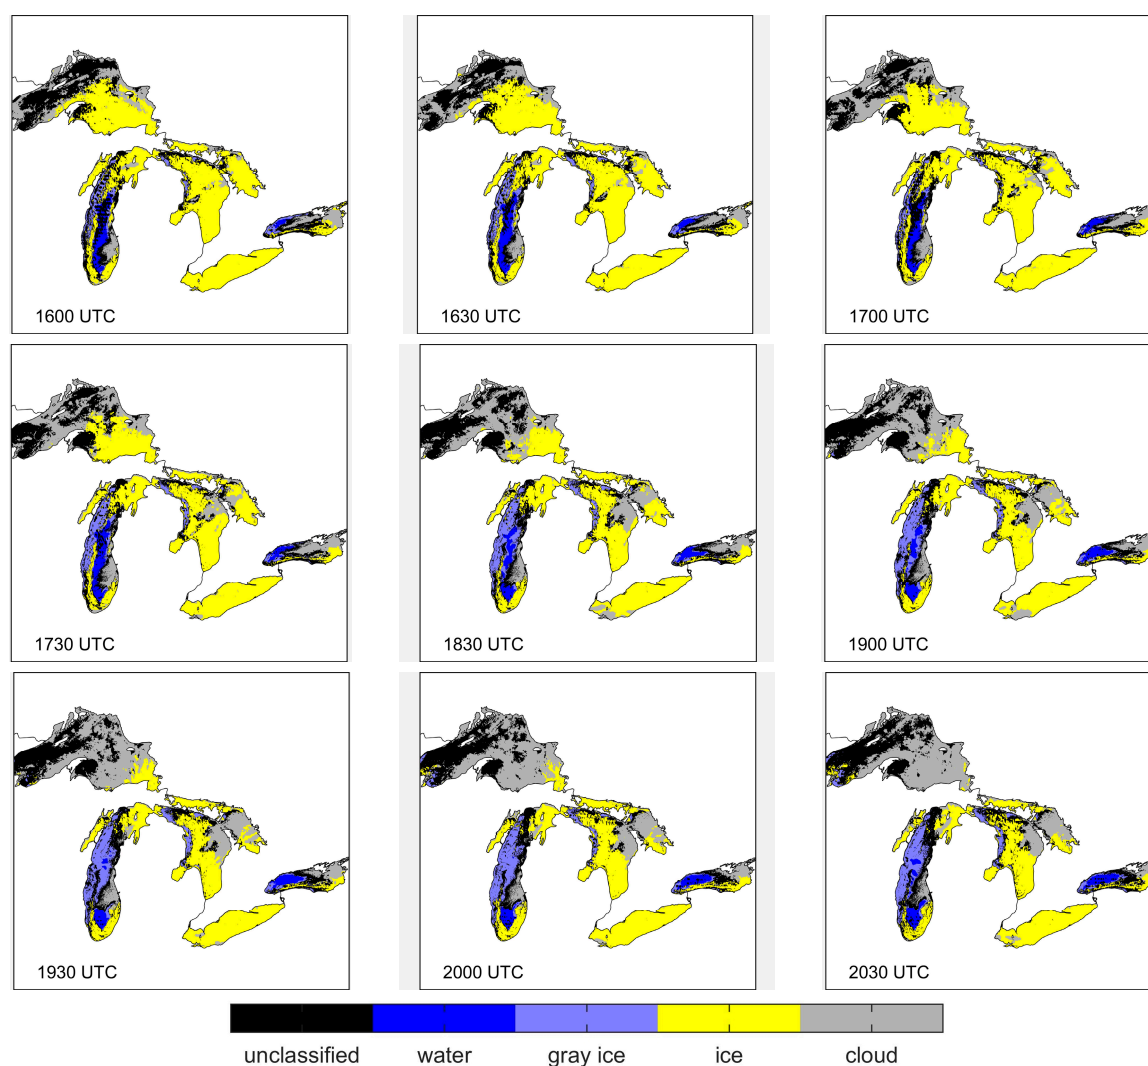 1600 UTC
1630 UTC
1700 UTC
1730 UTC
1830 UTC
1900 UTC
1930 UTC
2000 UTC
2030 UTC
unclassified water gray ice ice cloud